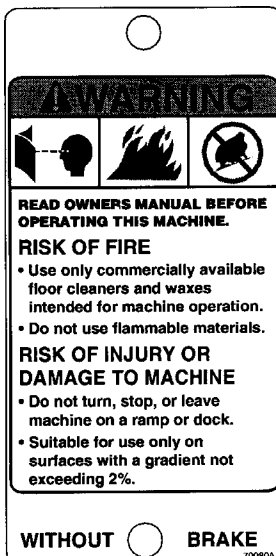 WARNING
READ OWNERS MANUAL BEFORE
OPERATING THIS MACHINE.
RISK OF FIRE
• Use only commercially available
floor cleaners and waxes
intended for machine operation.
• Do not use flammable materials.
RISK OF INJURY OR
DAMAGE TO MACHINE
• Do not turn, stop, or leave
machine on a ramp or dock.
• Suitable for use only on
surfaces with a gradient not
exceeding 2%.
WITHOUT BRAKE